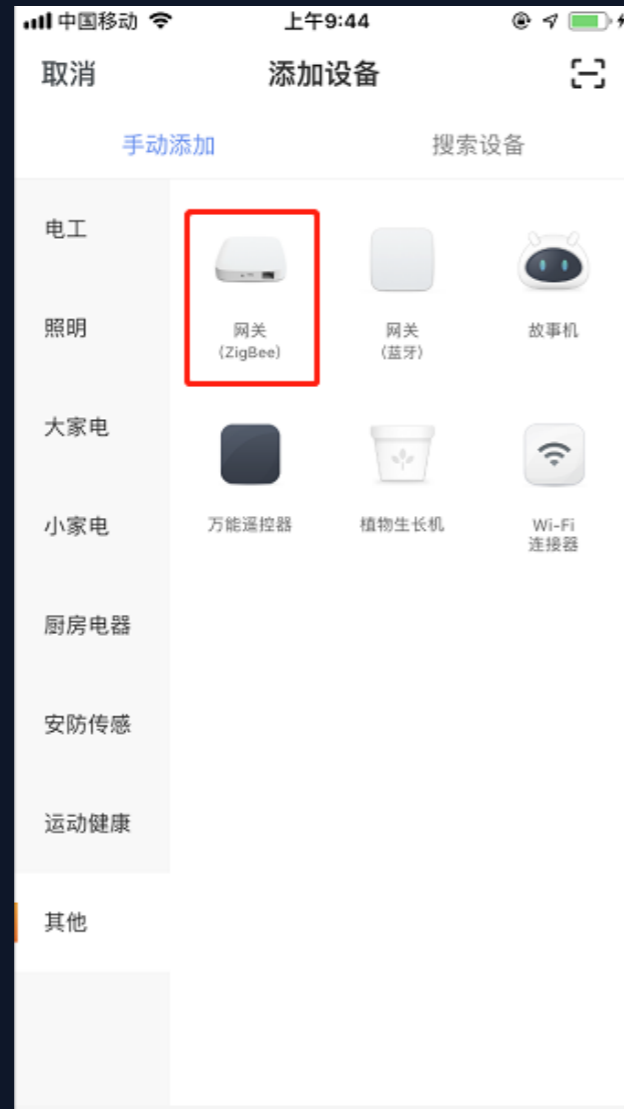 中国移动 上午9:44
取消 添加设备
手动添加 搜索设备
电工
照明
大家电
小家电
厨房电器
安防传感
运动健康
其他
网关
(ZigBee)
网关
(蓝牙)
故事机
万能遥控器
植物生长机
Wi-Fi
连接器